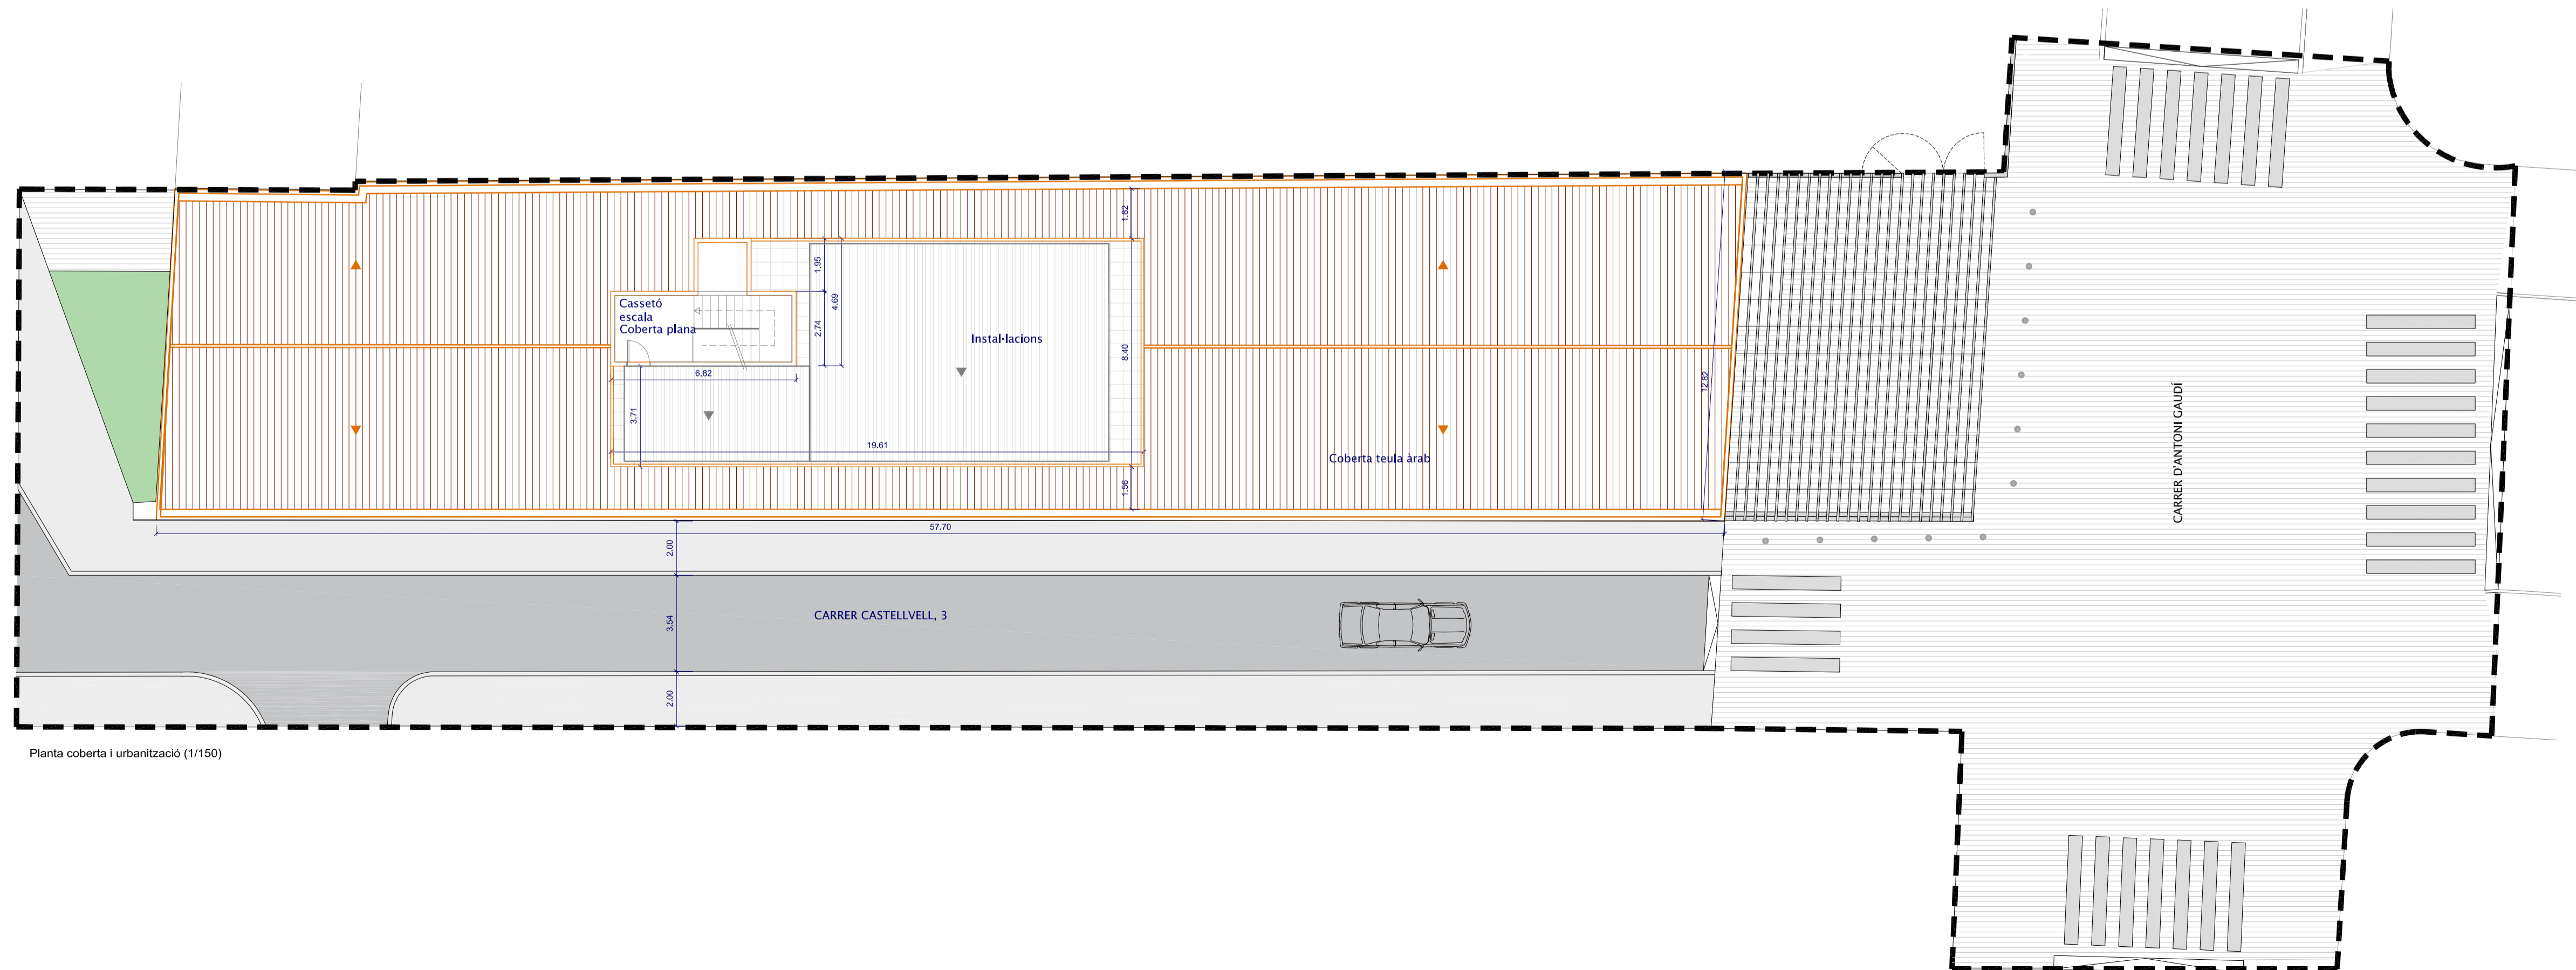 1.82
1.95
4.69
Cassetó
escala
Coberta plana
2.74
Instal·lacions
8.40
6.82
12.82
3.71
19.61
Coberta teula àrab
1.56
57.70
2.00
CARRER D'ANTONI GAUDÍ
CARRER CASTELLVELL, 3
3.54
2.00
Planta coberta i urbanització (1/150)